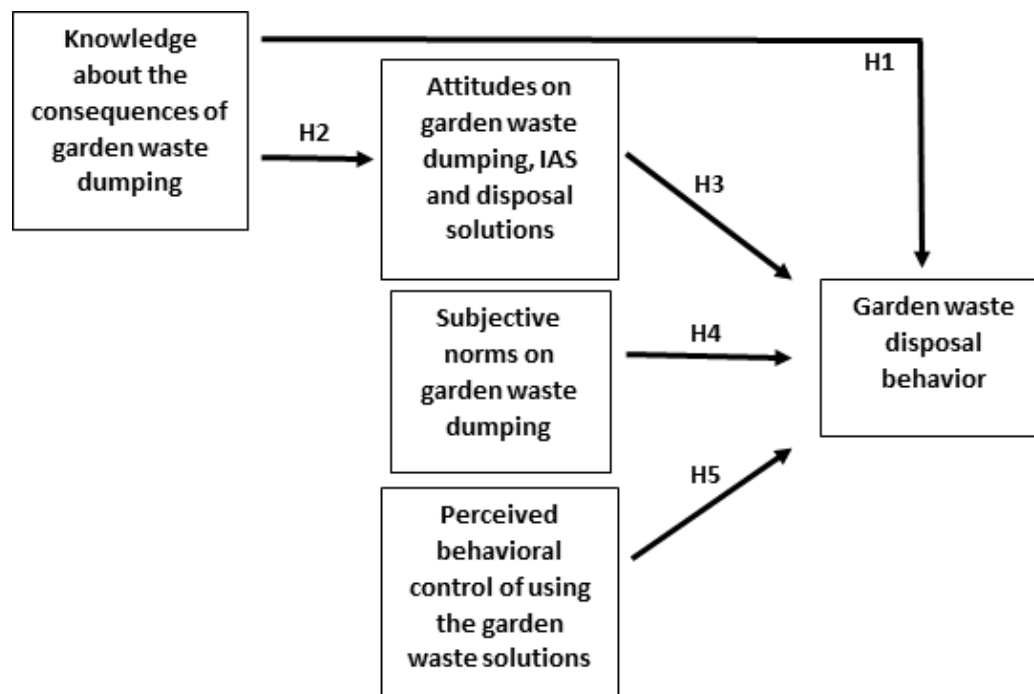 Knowledge
about the
consequences of
garden waste
dumping
H1
H2
Attitudes on
garden waste
dumping, IAS
and disposal
solutions
H3
Subjective
norms on
garden waste
dumping
H4
Garden waste
disposal
behavior
H5
Perceived
behavioral
control of using
the garden
waste solutions